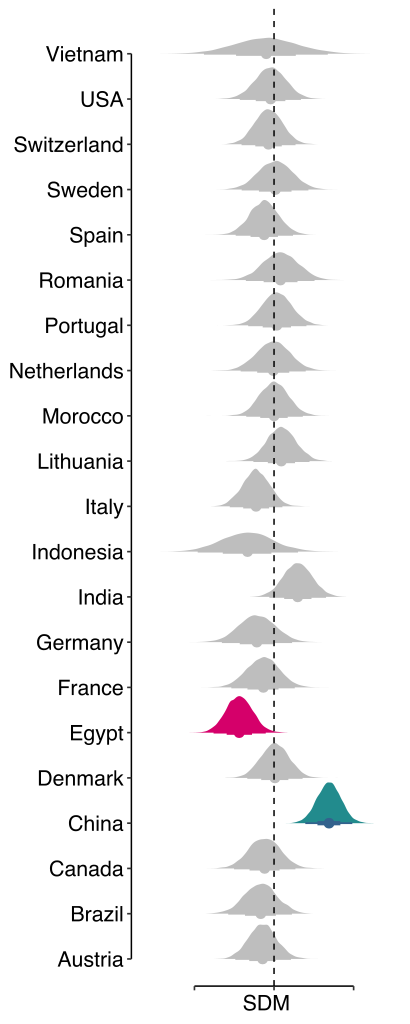 Vietnam
USA
Switzerland
Sweden
Spain
Romania
Portugal
Netherlands
Morocco
Lithuania
Italy
Indonesia
India
Germany
France
Egypt
Denmark
China
Canada
Brazil
Austria
SDM